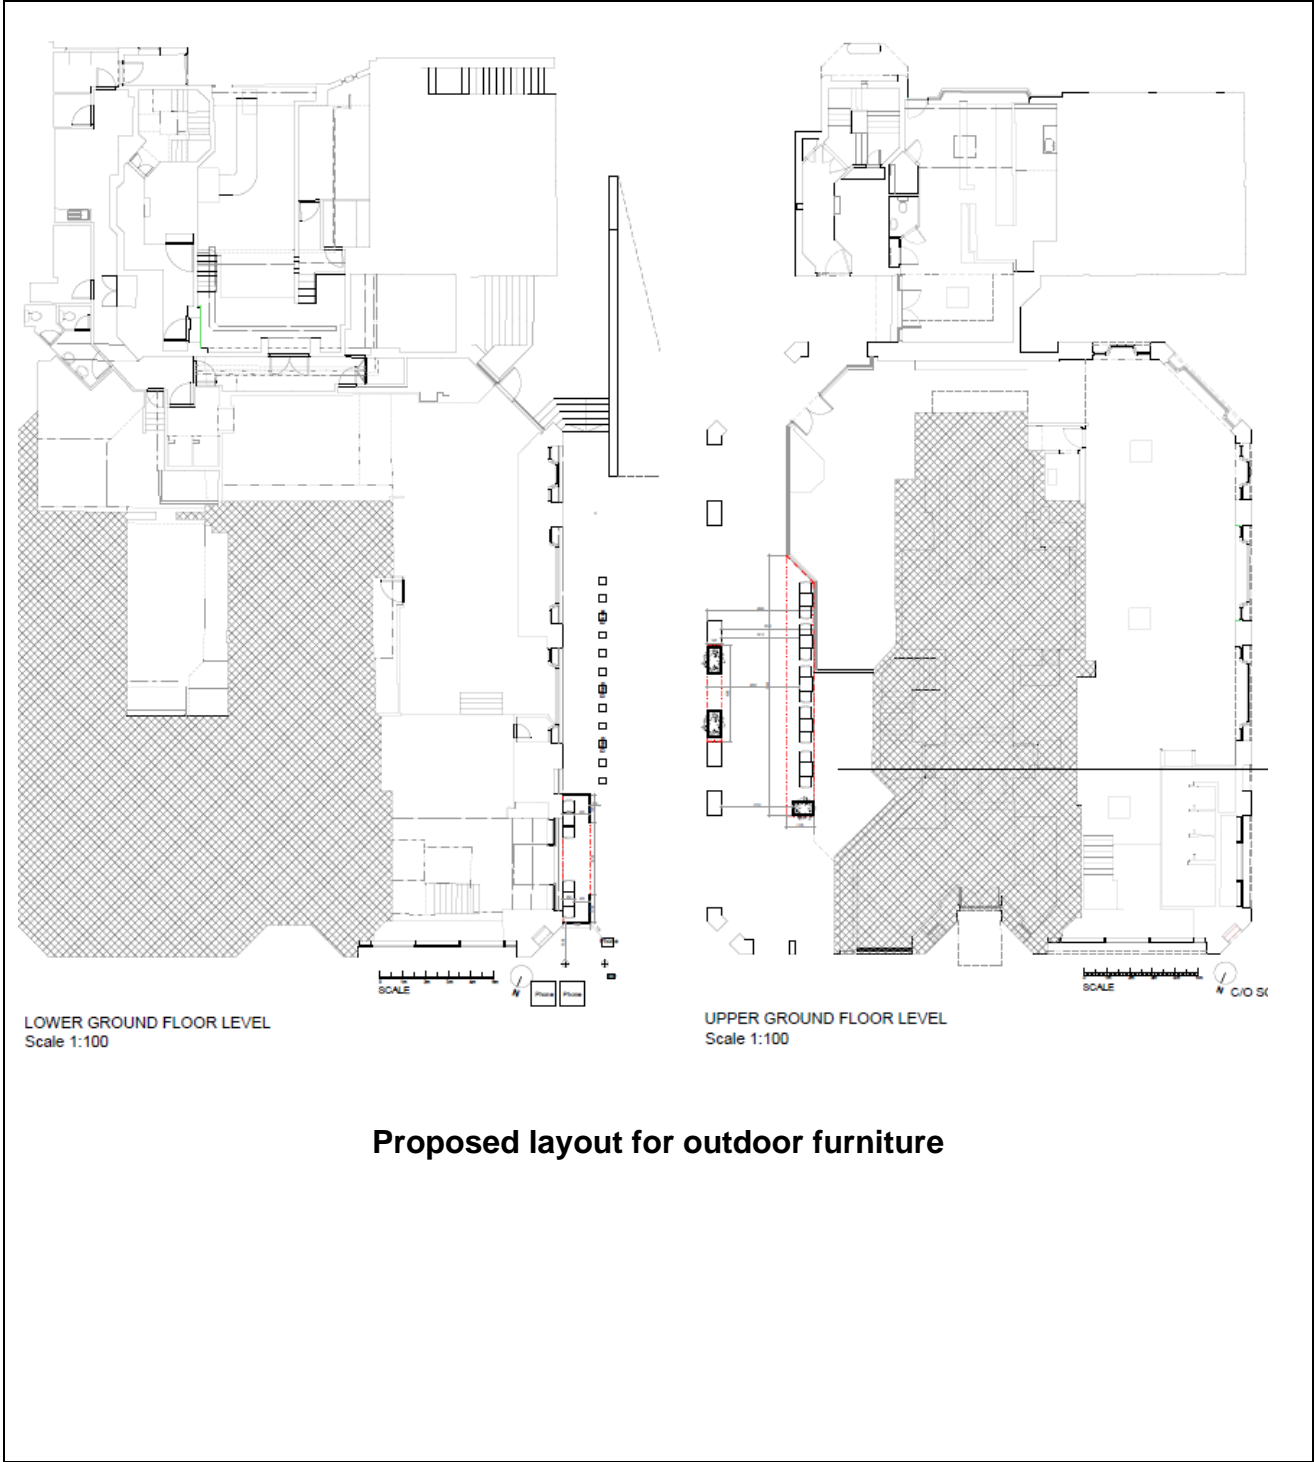 SCALE
N
Phone Phone
LOWER GROUND FLOOR LEVEL
Scale 1:100
SCALE
N
C/O SC
UPPER GROUND FLOOR LEVEL
Scale 1:100
Proposed layout for outdoor furniture